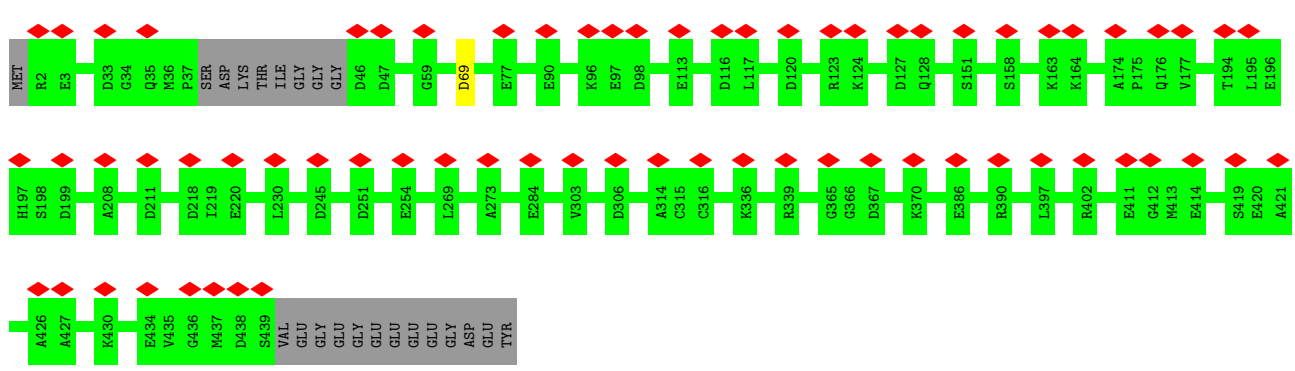 MET R2 E3 D33 G34 Q35 M36 P37 SER ASP LYS THR ILE GLY GLY GLY D46 D47 G59 D69 E77 E90 K96 E97 D98 E113 D116 L117 D120 R123 K124 D127 Q128 S151 S158 K163 K164 A174 P175 Q176 V177 T194 L195 E196
H197 S198 D199 A208 D211 D218 I219 E220 L230 D245 D251 E254 L269 A273 E284 V303 D306 A314 C315 C316 K336 R339 G365 G366 D367 K370 E386 R390 L397 R402 E411 G412 M413 E414 S419 E420 A421
A426 A427 K430 E434 V435 G436 M437 D438 S439 VAL GLU GLY GLU GLY GLU GLU GLU GLU GLY ASP GLU TYR